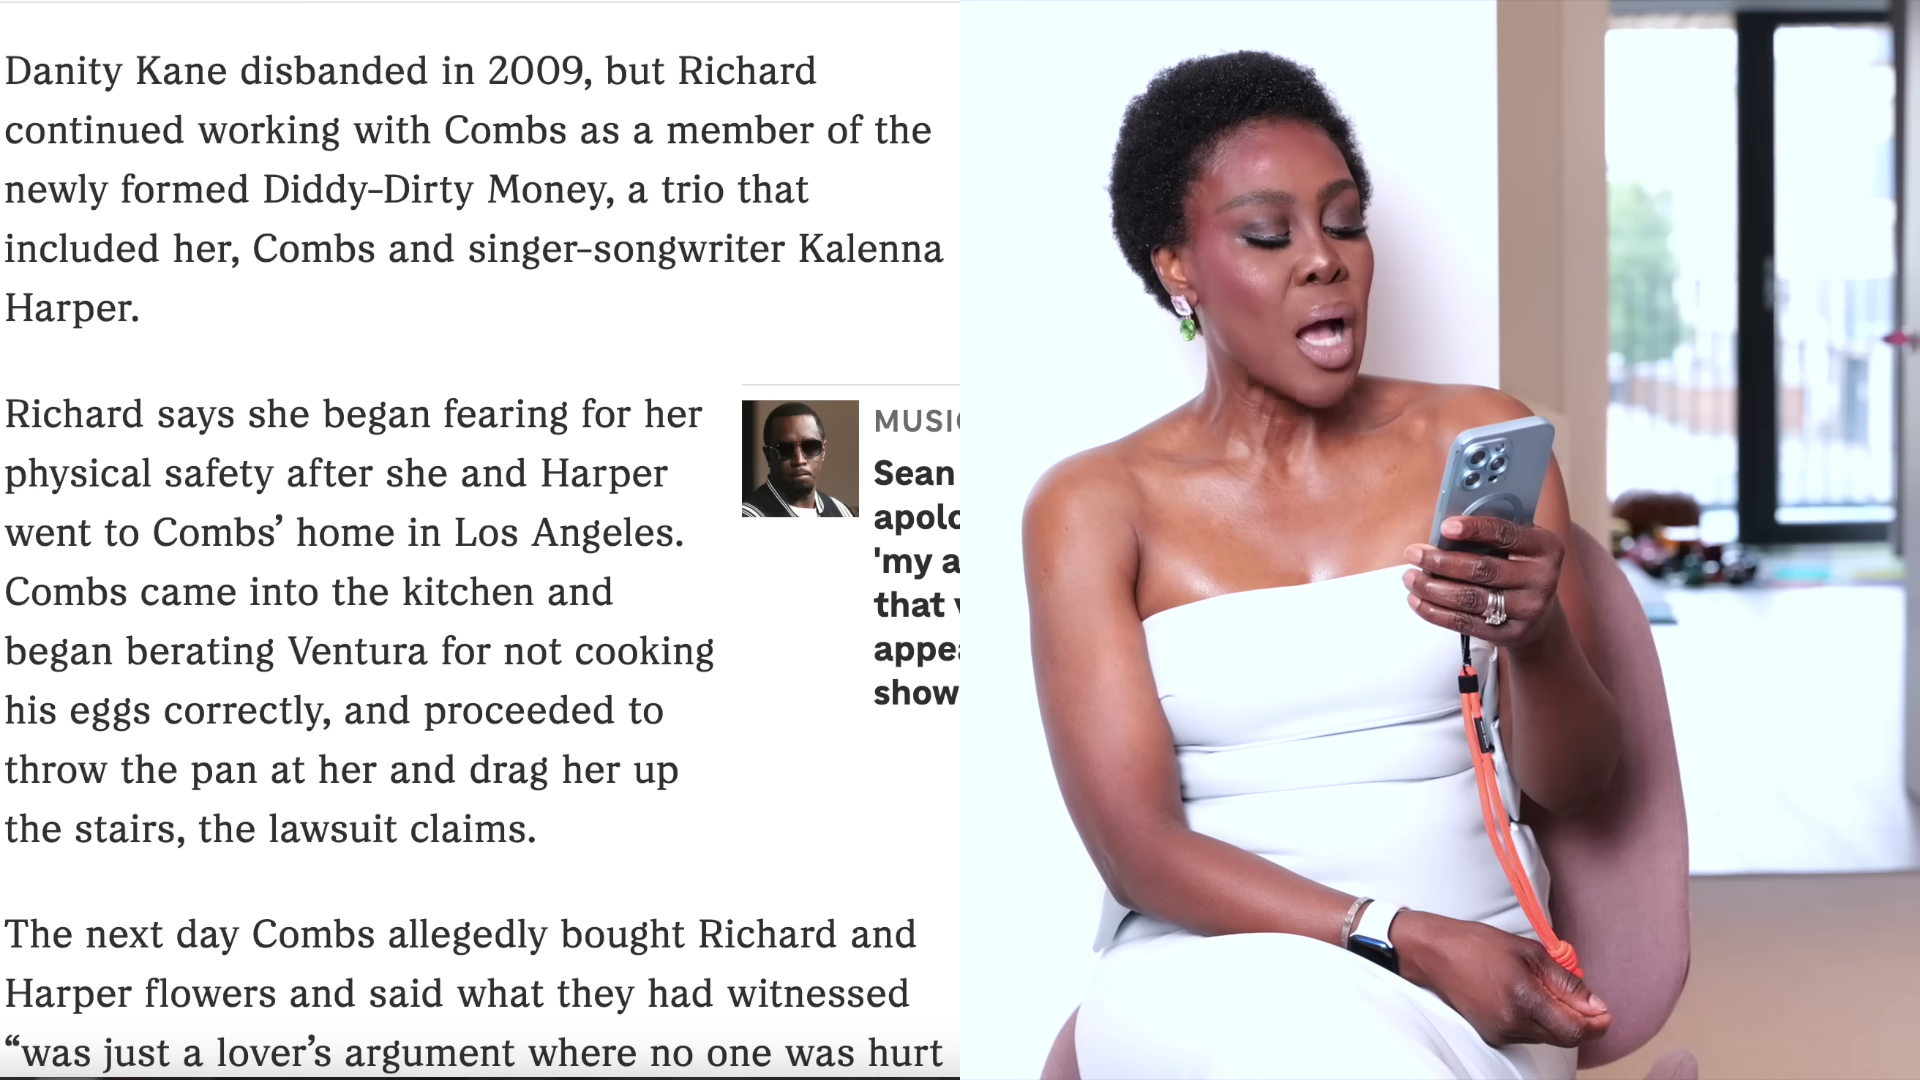 Danity Kane disbanded in 2009, but Richard
continued working with Combs as a member of the
newly formed Diddy-Dirty Money, a trio that
included her, Combs and singer-songwriter Kalenna
Harper.
Richard says she began fearing for her
physical safety after she and Harper
went to Combs’ home in Los Angeles.
Combs came into the kitchen and
began berating Ventura for not cooking
his eggs correctly, and proceeded to
throw the pan at her and drag her up
the stairs, the lawsuit claims.
MUSI
Sean
apolo
'my a
that
appea
show
The next day Combs allegedly bought Richard and
Harper flowers and said what they had witnessed
“was just a lover’s argument where no one was hurt